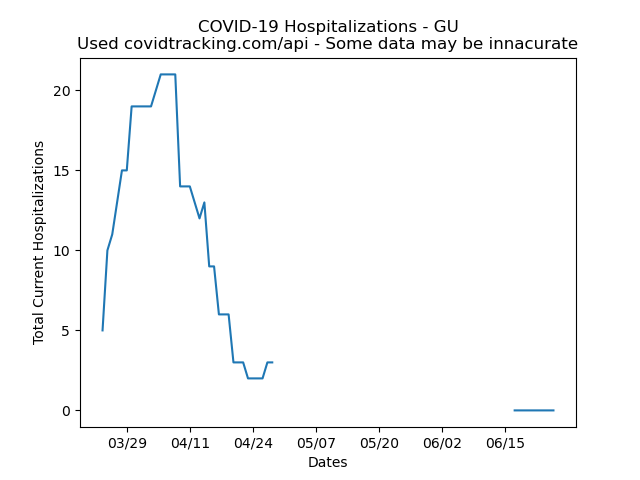 COVID-19 Hospitalizations - GU
Used covidtracking.com/api - Some data may be innacurate
Total Current Hospitalizations
20
15
10
5
0
03/29 04/11 04/24 05/07 05/20 06/02 06/15
Dates